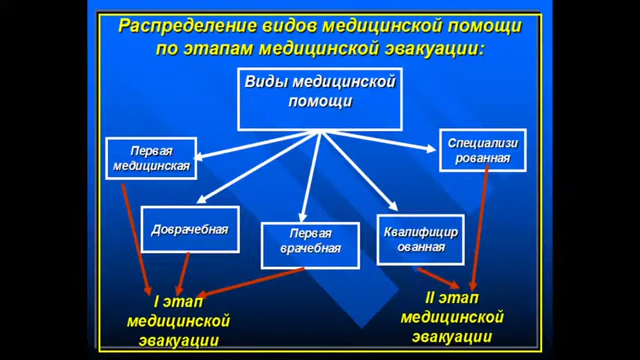 Распределение видов медицинской помощи
по этапам медицинской эвакуации:
Виды медицинской
помощи
Первая
медицинская
Специализи
рованная
Доврачебная
Первая
врачебная
Квалифицир
ованная
I этап
медицинской
эвакуации
II этап
медицинской
эвакуации